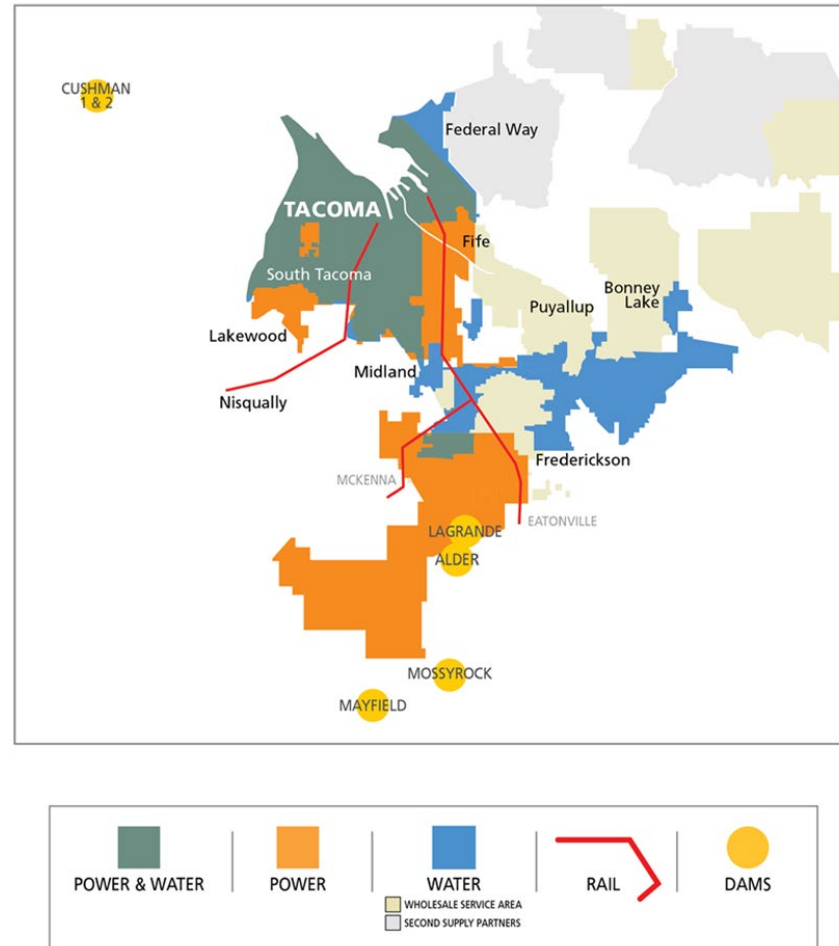 CUSHMAN
1 & 2
Federal Way
TACOMA
Fife
South Tacoma
Bonney
Lake
Puyallup
Lakewood
Midland
Nisqually
Frederickson
MCKENNA
EATONVILLE
LAGRANDE
ALDER
MOSSYROCK
MAYFIELD
POWER & WATER
POWER
WATER
RAIL
DAMS
WHOLESALE SERVICE AREA
SECOND SUPPLY PARTNERS